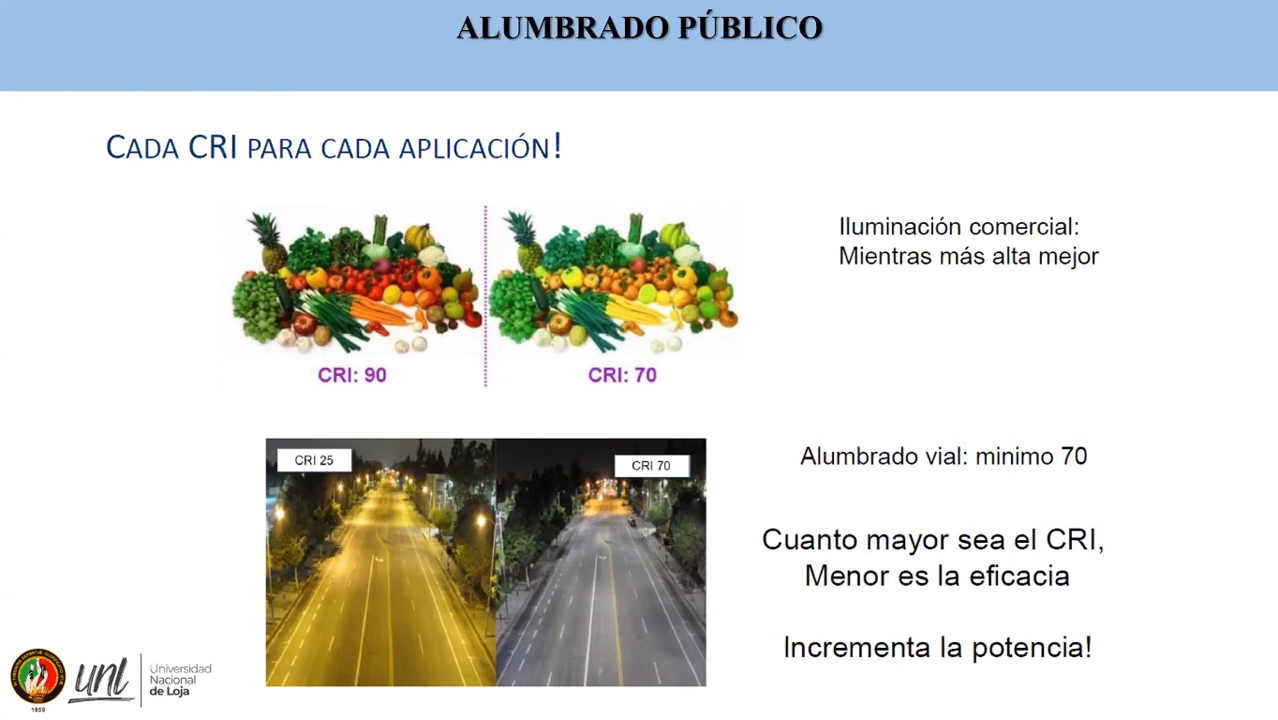 ALUMBRADO PÚBLICO
CADA CRI PARA CADA APLICACIÓN!
Iluminación comercial:
Mientras más alta mejor
CRI: 90
CRI: 70
CRI 25
CRI 70
Alumbrado vial: minimo 70
Cuanto mayor sea el CRI,
Menor es la eficacia
Incrementa la potencia!
unl
Universidad
Nacional
de Loja
1859